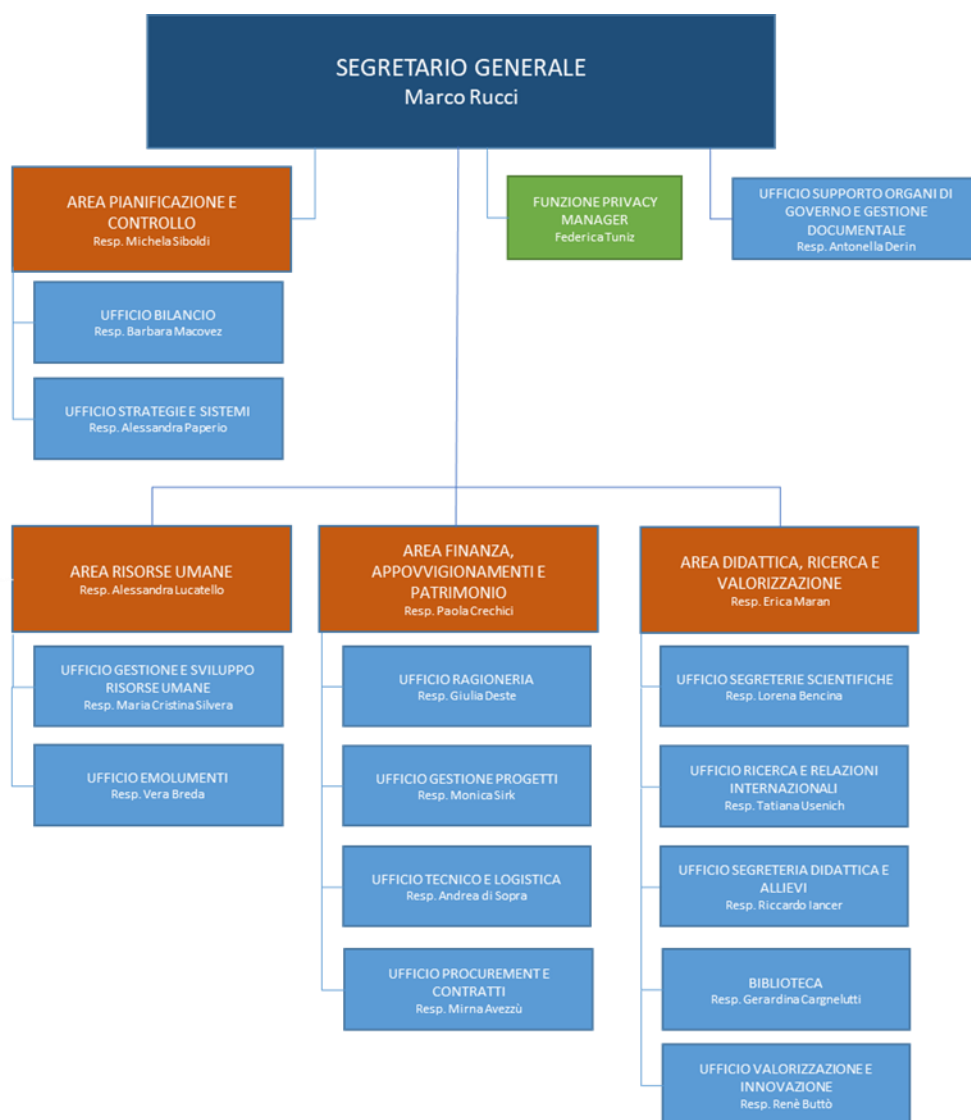 SEGRETARIO GENERALE
Marco Rucci
AREA PIANIFICAZIONE E
CONTROLLO
Resp. Michela Siboldi
FUNZIONE PRIVACY
MANAGER
Federica Tuniz
UFFICIO SUPPORTO ORGANI DI
GOVERNO E GESTIONE
DOCUMENTALE
Resp. Antonella Derin
UFFICIO BILANCIO
Resp. Barbara Macovez
UFFICIO STRATEGIE E SISTEMI
Resp. Alessandra Paperio
AREA RISORSE UMANE
Resp. Alessandra Lucatello
AREA FINANZA,
APPOVVIGIONAMENTI E
PATRIMONIO
Resp. Paola Crechici
AREA DIDATTICA, RICERCA E
VALORIZZAZIONE
Resp. Erica Maran
UFFICIO GESTIONE E SVILUPPO
RISORSE UMANE
Resp. Maria Cristina Silvera
UFFICIO EMOLUMENTI
Resp. Vera Breda
UFFICIO RAGIONERIA
Resp. Giulia Deste
UFFICIO GESTIONE PROGETTI
Resp. Monica Sirk
UFFICIO TECNICO E LOGISTICA
Resp. Andrea di Sopra
UFFICIO PROCUREMENT E
CONTRATTI
Resp. Mirna Avezzù
UFFICIO SEGRETERIE SCIENTIFICHE
Resp. Lorena Bencina
UFFICIO RICERCA E RELAZIONI
INTERNAZIONALI
Resp. Tatiana Usenich
UFFICIO SEGRETERIA DIDATTICA E
ALLIEVI
Resp. Riccardo Iancer
BIBLIOTECA
Resp. Gerardina Cargnelutti
UFFICIO VALORIZZAZIONE E
INNOVAZIONE
Resp. Renè Buttò